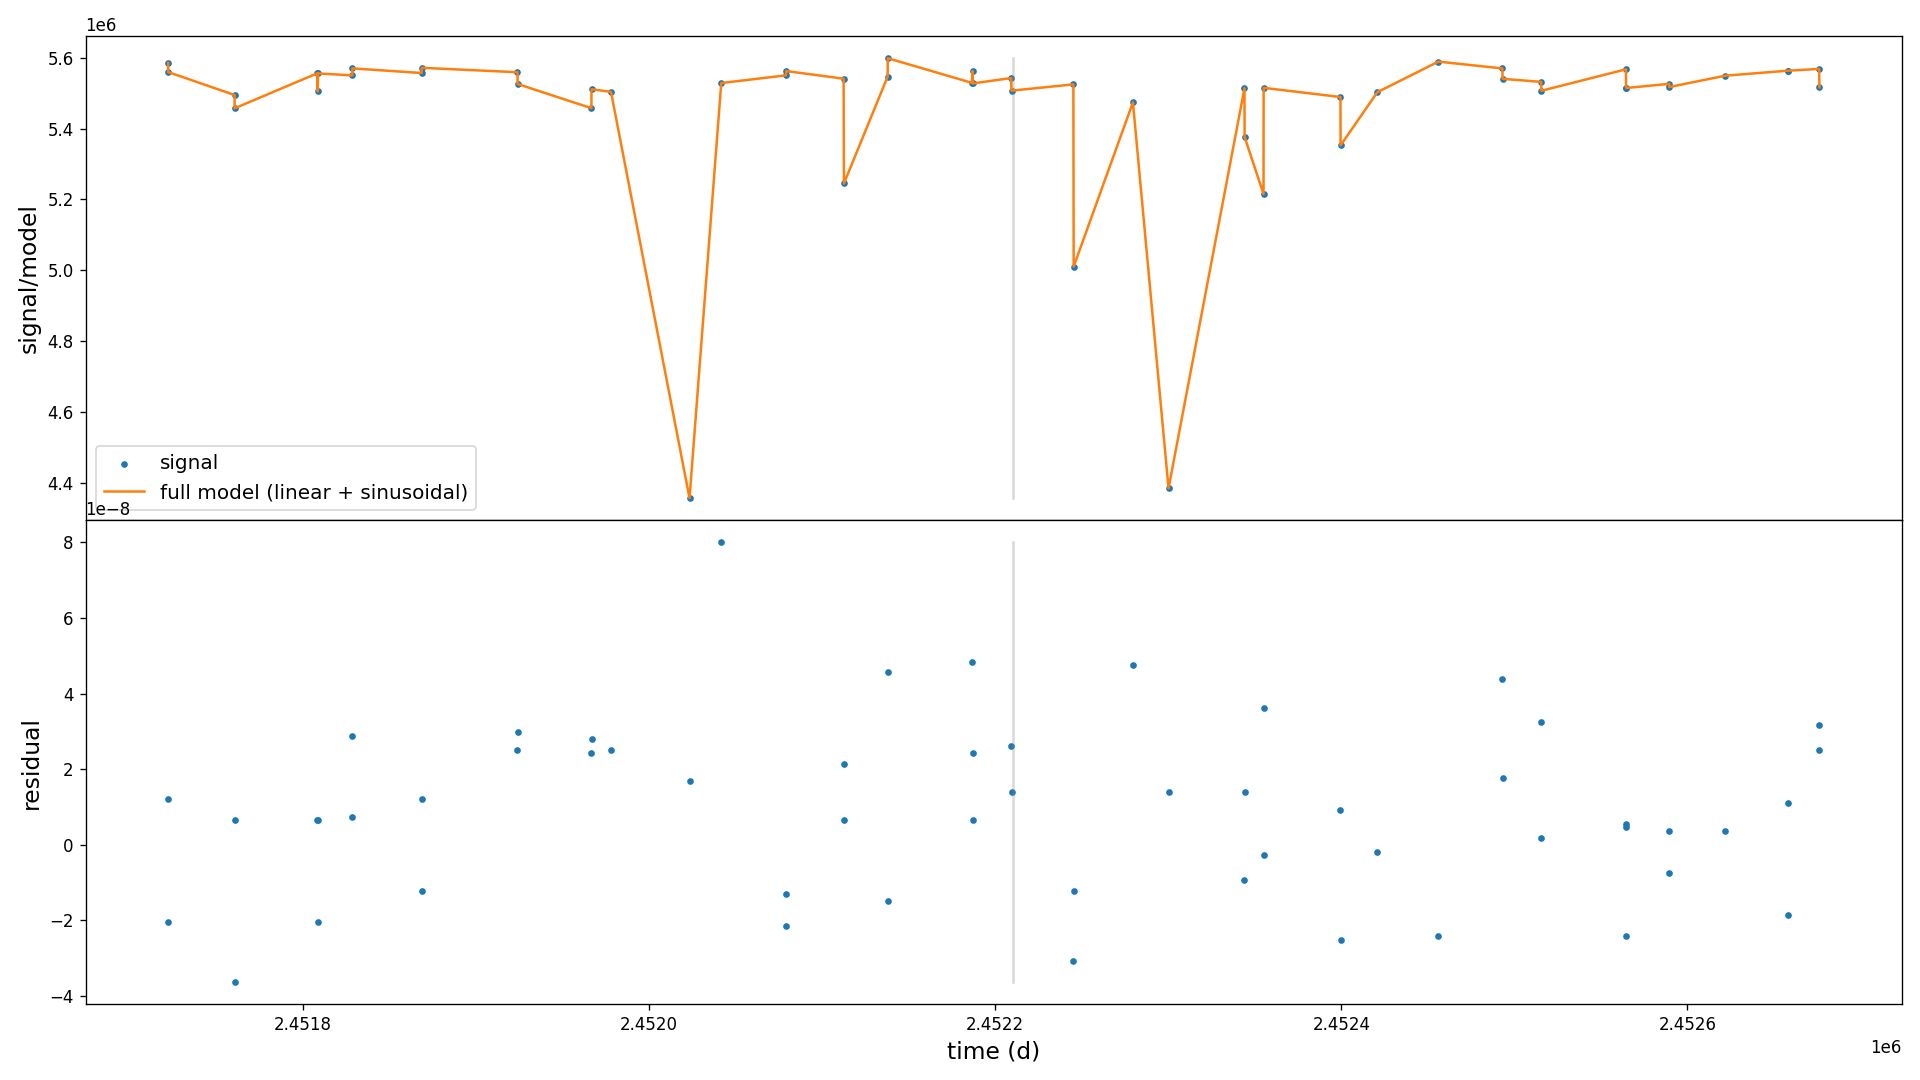 1e6
5.6
5.4
5.2
5.0
4.8
4.6
4.4
signal/model
signal
full model (linear + sinusoidal)
1e−8
8
6
4
2
0
−2
−4
residual
2.4518 2.4520 2.4522 2.4524 2.4526
1e6
time (d)